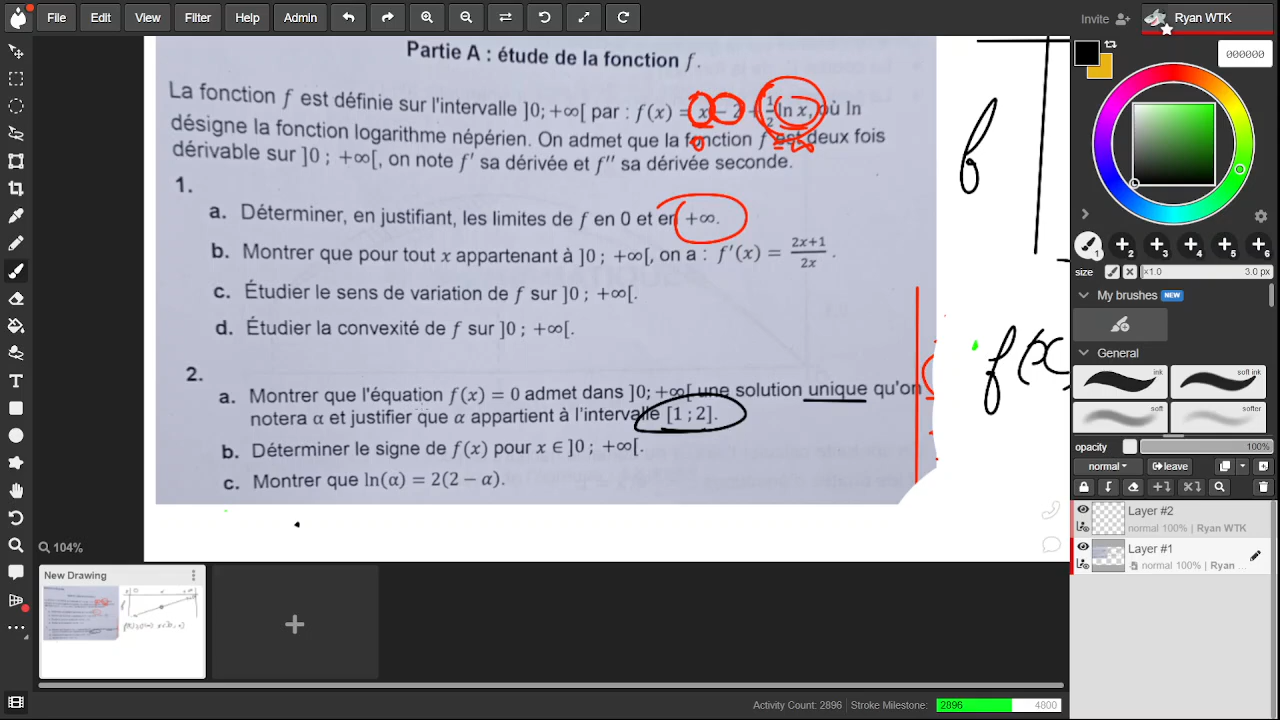 File Edit View Filter Help Admin
Invite Ryan WTK
000000
Partie A : étude de la fonction f.
La fonction f est définie sur l'intervalle ]0; +∞[ par : f(x) = x − 2 + 1/2 ln x, où ln
désigne la fonction logarithme népérien. On admet que la fonction f est deux fois
dérivable sur ]0 ; +∞[, on note f′ sa dérivée et f′′ sa dérivée seconde.
1.
a. Déterminer, en justifiant, les limites de f en 0 et en +∞.
b. Montrer que pour tout x appartenant à ]0 ; +∞[, on a : f′(x) = 2x+1/2x .
c. Étudier le sens de variation de f sur ]0 ; +∞[.
d. Étudier la convexité de f sur ]0 ; +∞[.
2.
a. Montrer que l'équation f(x) = 0 admet dans ]0; +∞[ une solution unique qu'on
notera α et justifier que α appartient à l'intervalle [1 ; 2].
b. Déterminer le signe de f(x) pour x ∈ ]0 ; +∞[.
c. Montrer que ln(α) = 2(2 − α).
f
f(x)
1 2 3 4 5 6
size x1.0 3.0 px
My brushes NEW
General
ink soft ink
soft softer
opacity 100%
normal leave
Layer #2
normal 100% | Ryan WTK
Layer #1
normal 100% | Ryan ...
104%
New Drawing
Activity Count: 2896 Stroke Milestone: 2896 4800